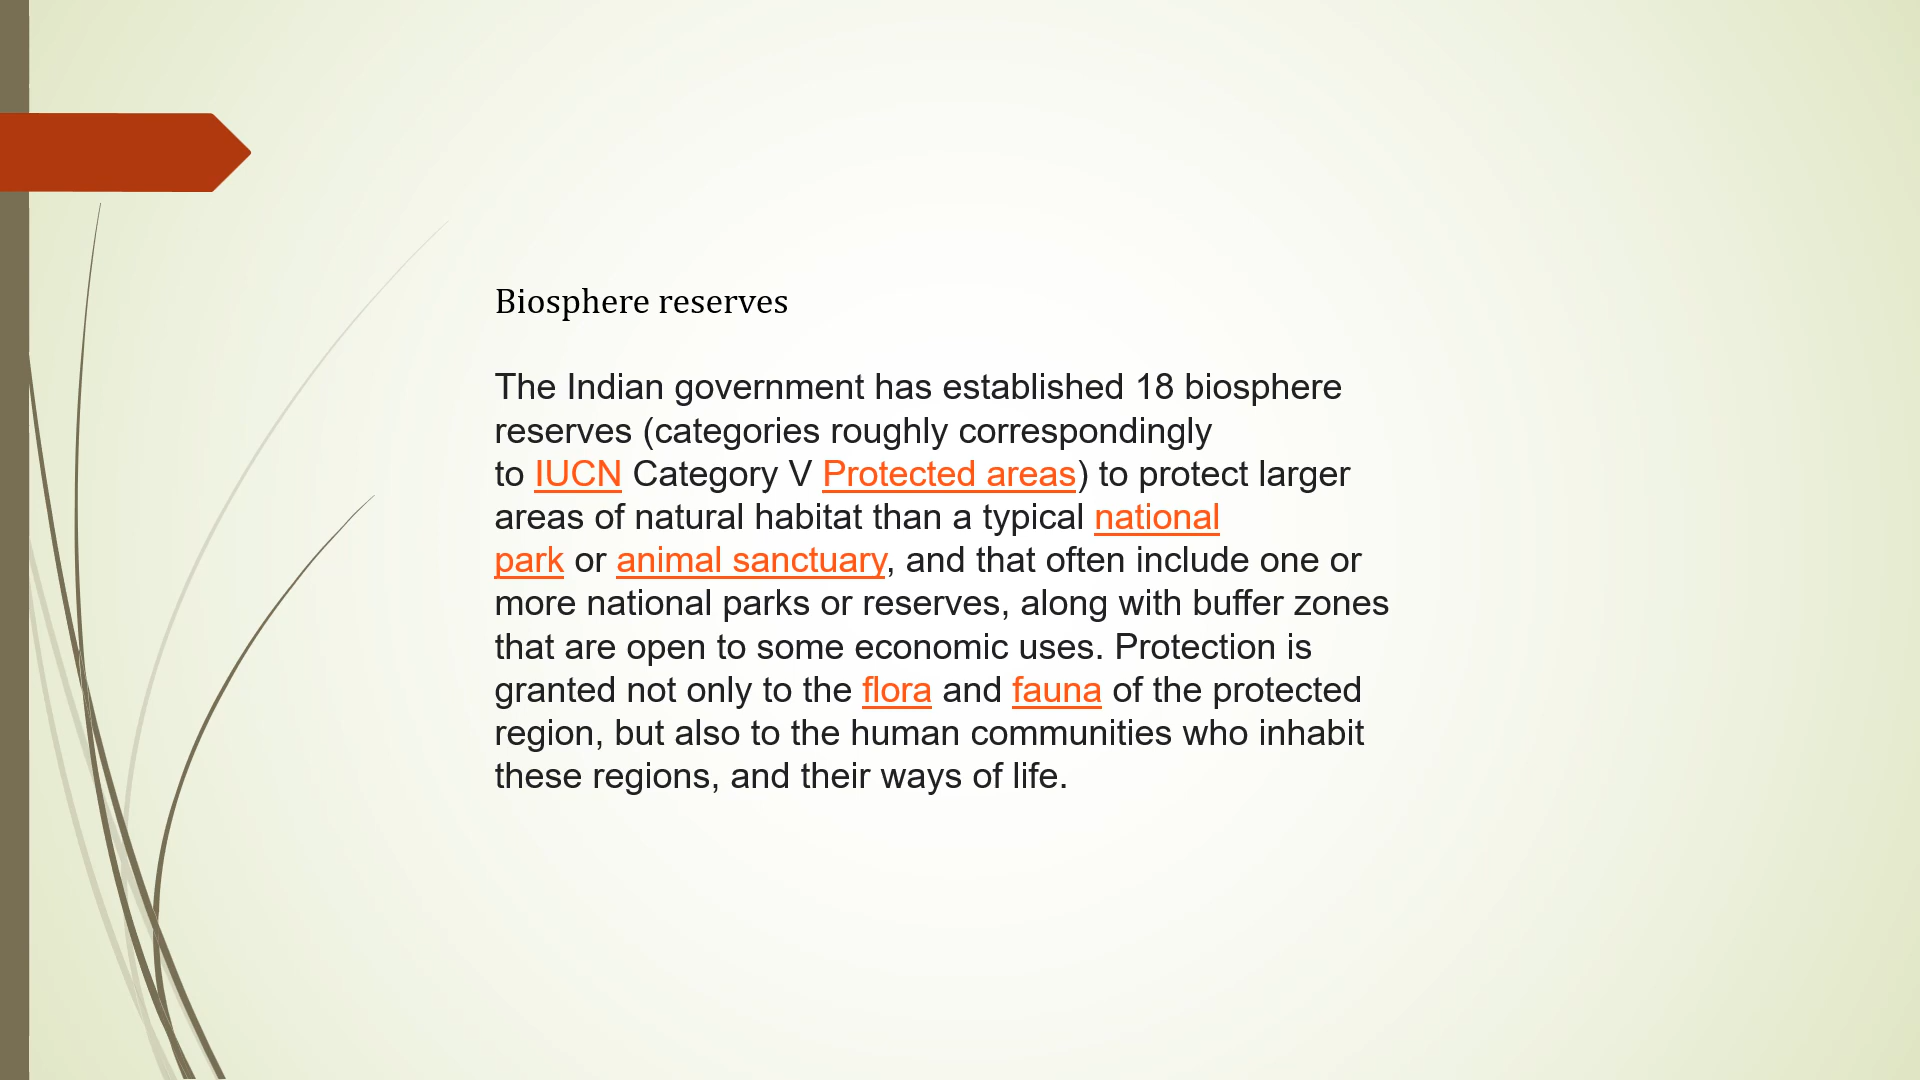 Biosphere reserves
The Indian government has established 18 biosphere
reserves (categories roughly correspondingly
to IUCN Category V Protected areas) to protect larger
areas of natural habitat than a typical national
park or animal sanctuary, and that often include one or
more national parks or reserves, along with buffer zones
that are open to some economic uses. Protection is
granted not only to the flora and fauna of the protected
region, but also to the human communities who inhabit
these regions, and their ways of life.